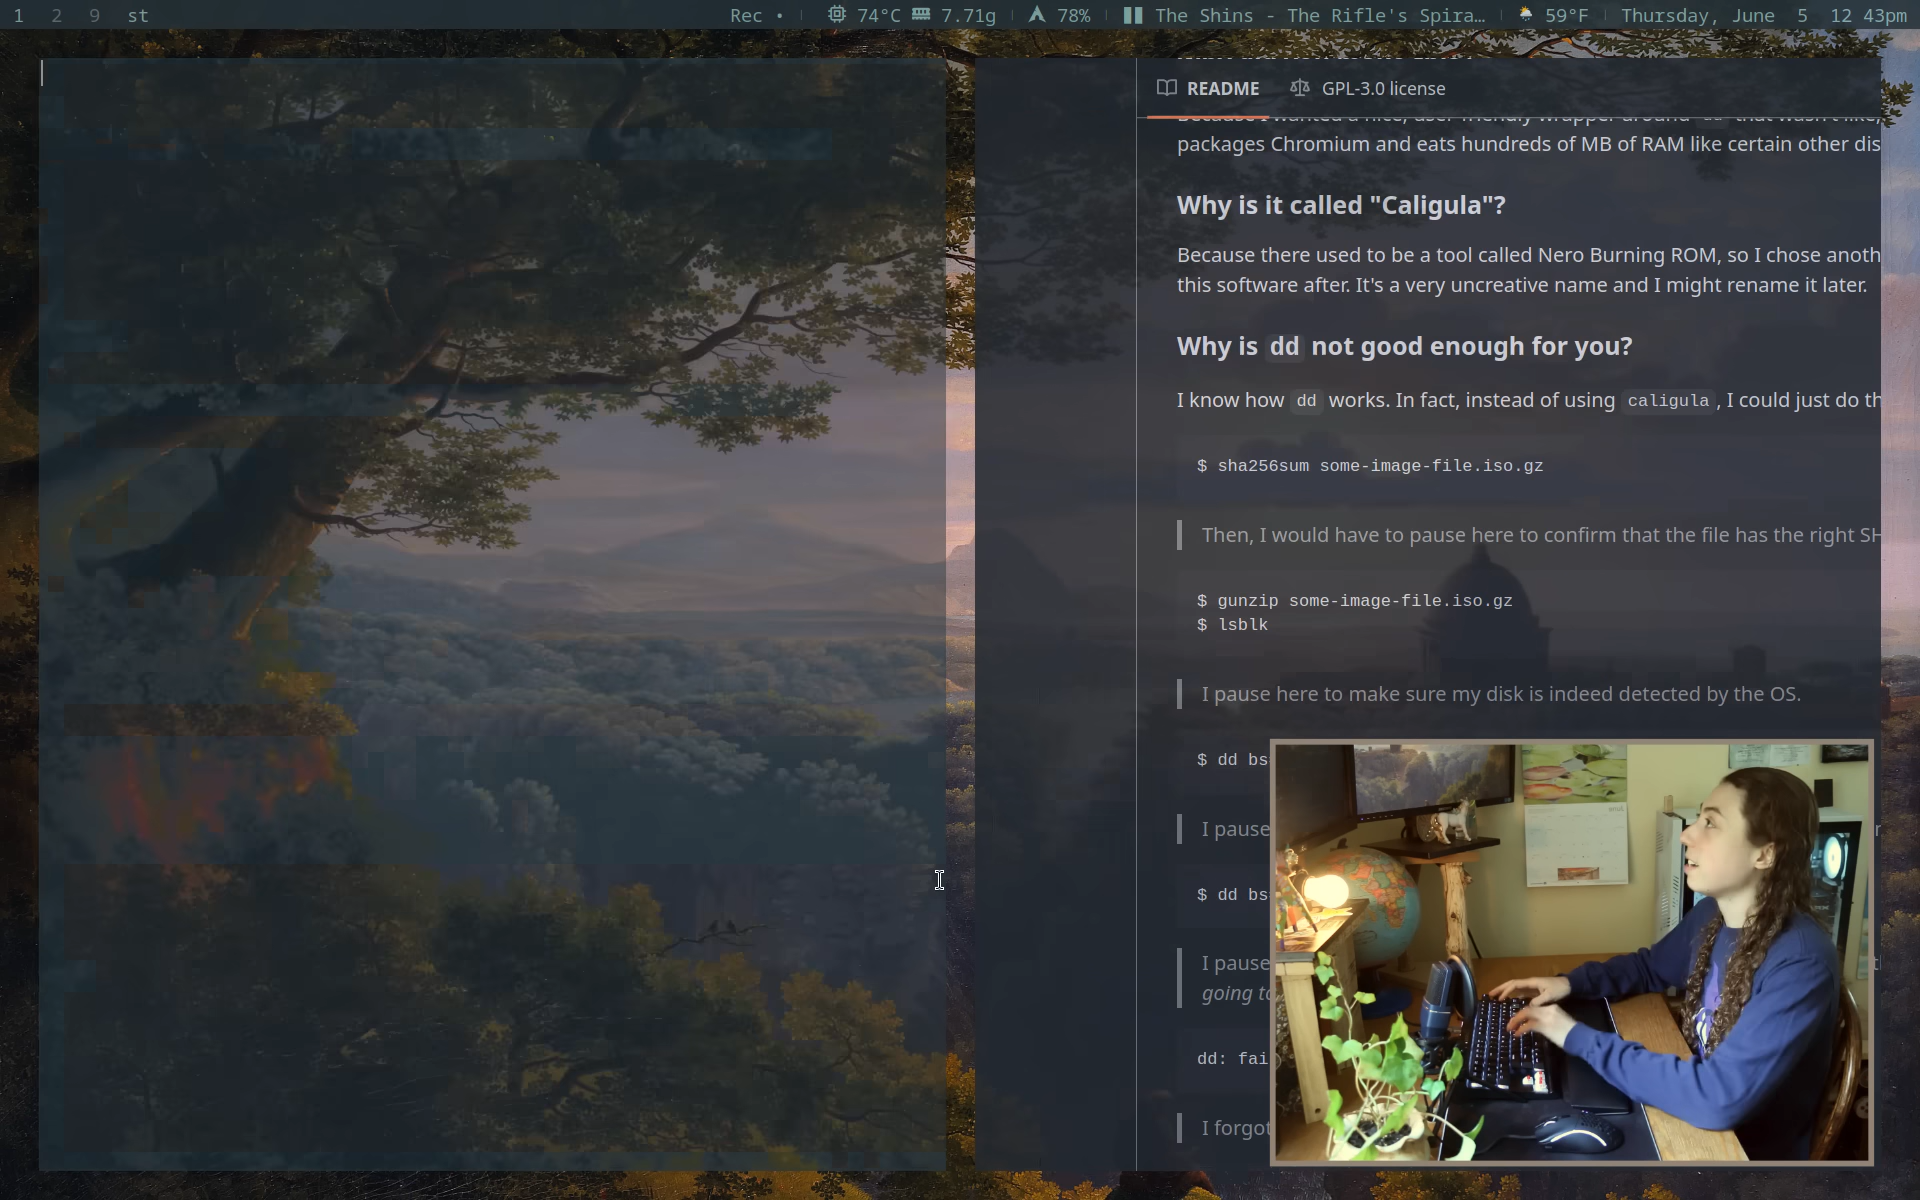 1 2 9 st Rec • 74°C 7.71g 78% The Shins - The Rifle's Spira… 59°F Thursday, June 5 12 43pm
README GPL-3.0 license
packages Chromium and eats hundreds of MB of RAM like certain other dis
Why is it called "Caligula"?
Because there used to be a tool called Nero Burning ROM, so I chose anoth
this software after. It's a very uncreative name and I might rename it later.
Why is dd not good enough for you?
I know how dd works. In fact, instead of using caligula, I could just do th
$ sha256sum some-image-file.iso.gz
Then, I would have to pause here to confirm that the file has the right SH
$ gunzip some-image-file.iso.gz
$ lsblk
I pause here to make sure my disk is indeed detected by the OS.
$ dd bs
I pause
$ dd bs
I pause
going to
dd: fai
I forgot